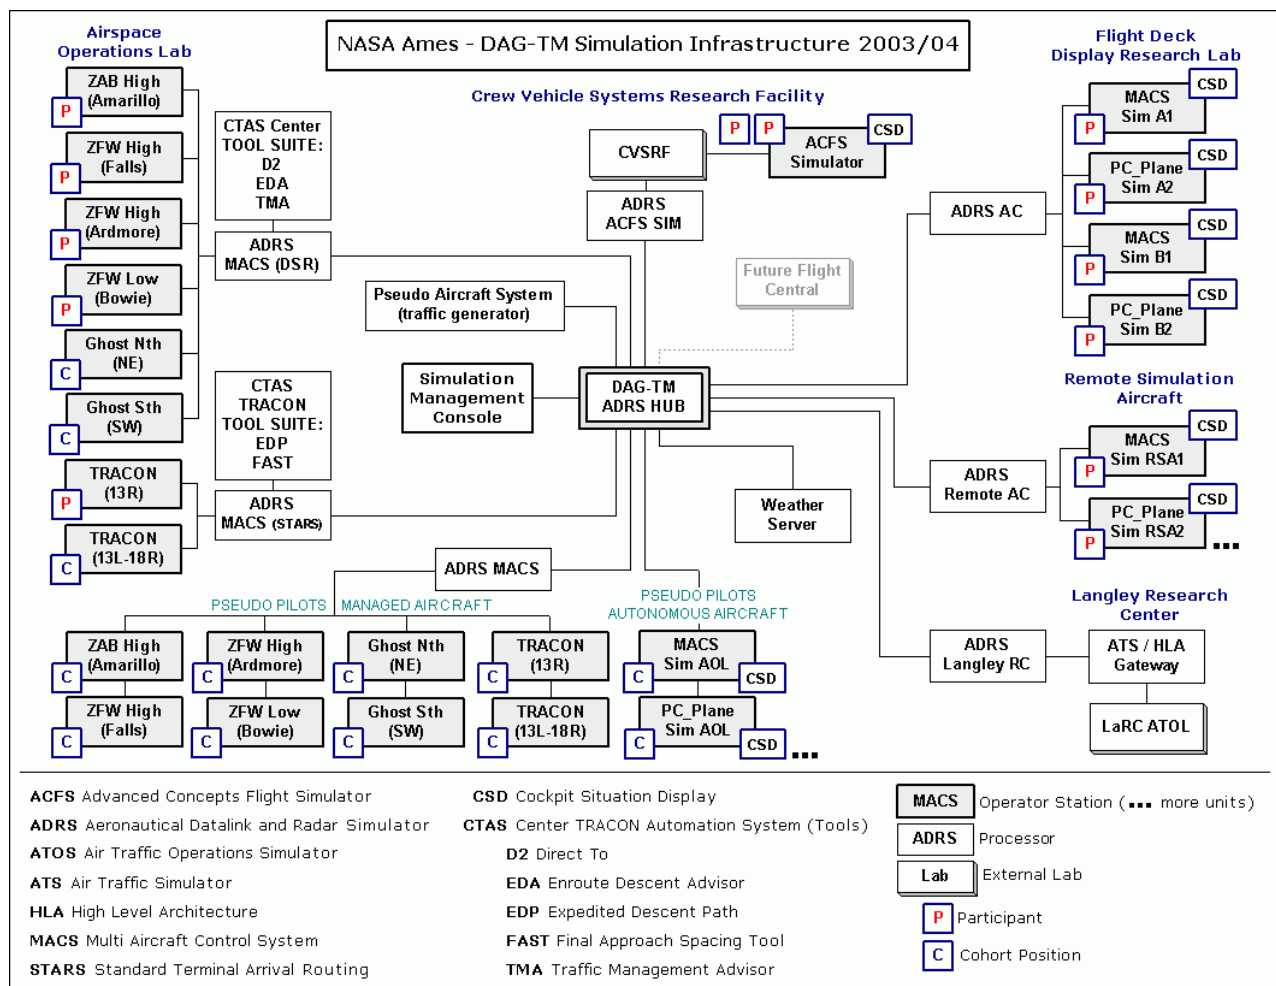 NASA Ames - DAG-TM Simulation Infrastructure 2003/04
Airspace
Operations Lab
ZAB High
(Amarillo)
P
ZFW High
(Falls)
P
ZFW High
(Ardmore)
P
ZFW Low
(Bowie)
P
Ghost Nth
(NE)
C
Ghost Sth
(SW)
C
TRACON
(13R)
P
TRACON
(13L-18R)
C
CTAS Center
TOOL SUITE:
D2
EDA
TMA
ADRS
MACS (DSR)
CTAS
TRACON
TOOL SUITE:
EDP
FAST
ADRS
MACS (STARS)
Crew Vehicle Systems Research Facility
CVSRF
P
P
ACFS
Simulator
CSD
ADRS
ACFS SIM
Pseudo Aircraft System
(traffic generator)
Future Flight
Central
Simulation
Management
Console
DAG-TM
ADRS HUB
Weather
Server
ADRS MACS
Flight Deck
Display Research Lab
ADRS AC
MACS
Sim A1
CSD
P
PC_Plane
Sim A2
CSD
P
MACS
Sim B1
CSD
P
PC_Plane
Sim B2
CSD
P
Remote Simulation
Aircraft
ADRS
Remote AC
MACS
Sim RSA1
CSD
P
PC_Plane
Sim RSA2
CSD
P
...
Langley Research
Center
ADRS
Langley RC
ATS / HLA
Gateway
LaRC ATOL
PSEUDO PILOTS MANAGED AIRCRAFT
ZAB High
(Amarillo)
C
ZFW High
(Falls)
C
ZFW High
(Ardmore)
C
ZFW Low
(Bowie)
C
Ghost Nth
(NE)
C
Ghost Sth
(SW)
C
TRACON
(13R)
C
TRACON
(13L-18R)
C
PSEUDO PILOTS
AUTONOMOUS AIRCRAFT
MACS
Sim AOL
C
CSD
PC_Plane
Sim AOL
C
CSD
...
ACFS Advanced Concepts Flight Simulator
ADRS Aeronautical Datalink and Radar Simulator
ATOS Air Traffic Operations Simulator
ATS Air Traffic Simulator
HLA High Level Architecture
MACS Multi Aircraft Control System
STARS Standard Terminal Arrival Routing
CSD Cockpit Situation Display
CTAS Center TRACON Automation System (Tools)
D2 Direct To
EDA Enroute Descent Advisor
EDP Expedited Descent Path
FAST Final Approach Spacing Tool
TMA Traffic Management Advisor
MACS Operator Station (... more units)
ADRS Processor
Lab External Lab
P Participant
C Cohort Position